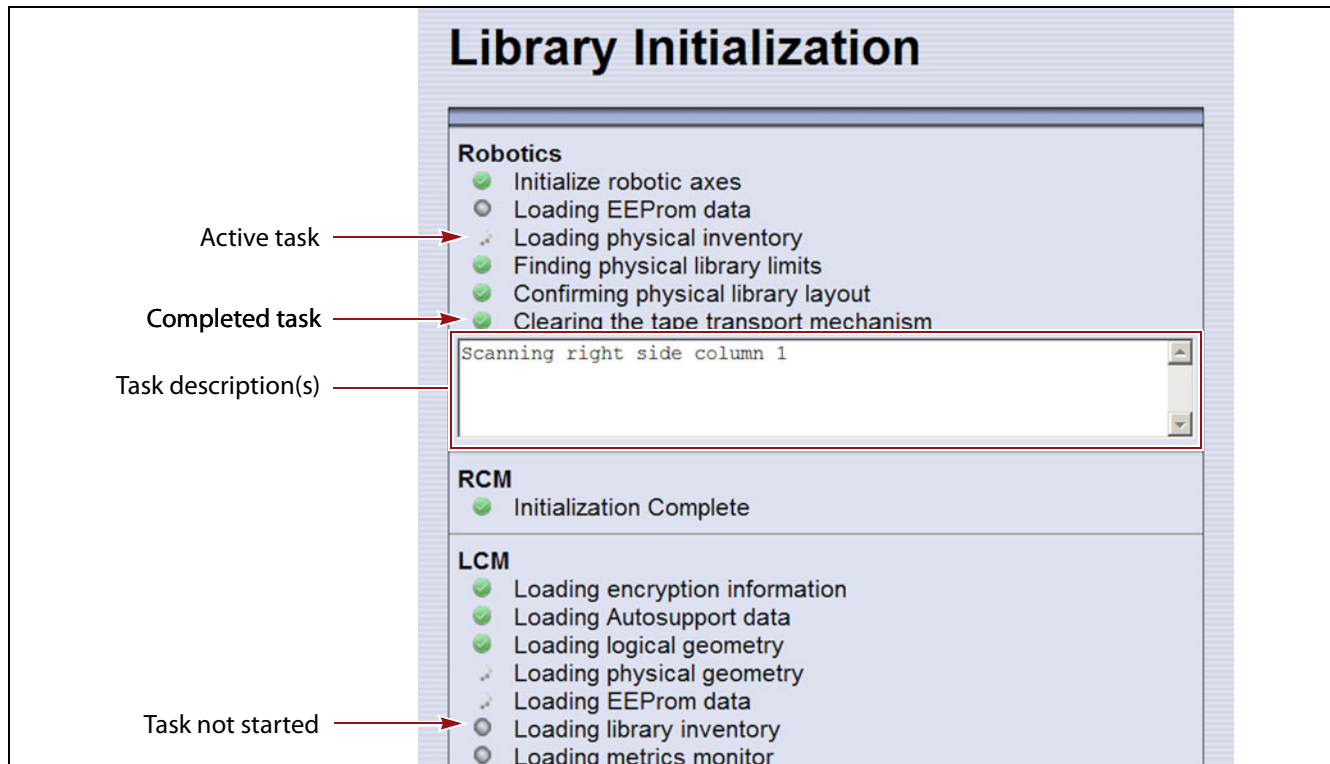 Library Initialization
Robotics
Initialize robotic axes
Loading EEProm data
Active task
Loading physical inventory
Finding physical library limits
Confirming physical library layout
Completed task
Clearing the tape transport mechanism
Scanning right side column 1
Task description(s)
RCM
Initialization Complete
LCM
Loading encryption information
Loading Autosupport data
Loading logical geometry
Loading physical geometry
Loading EEProm data
Task not started
Loading library inventory
Loading metrics monitor